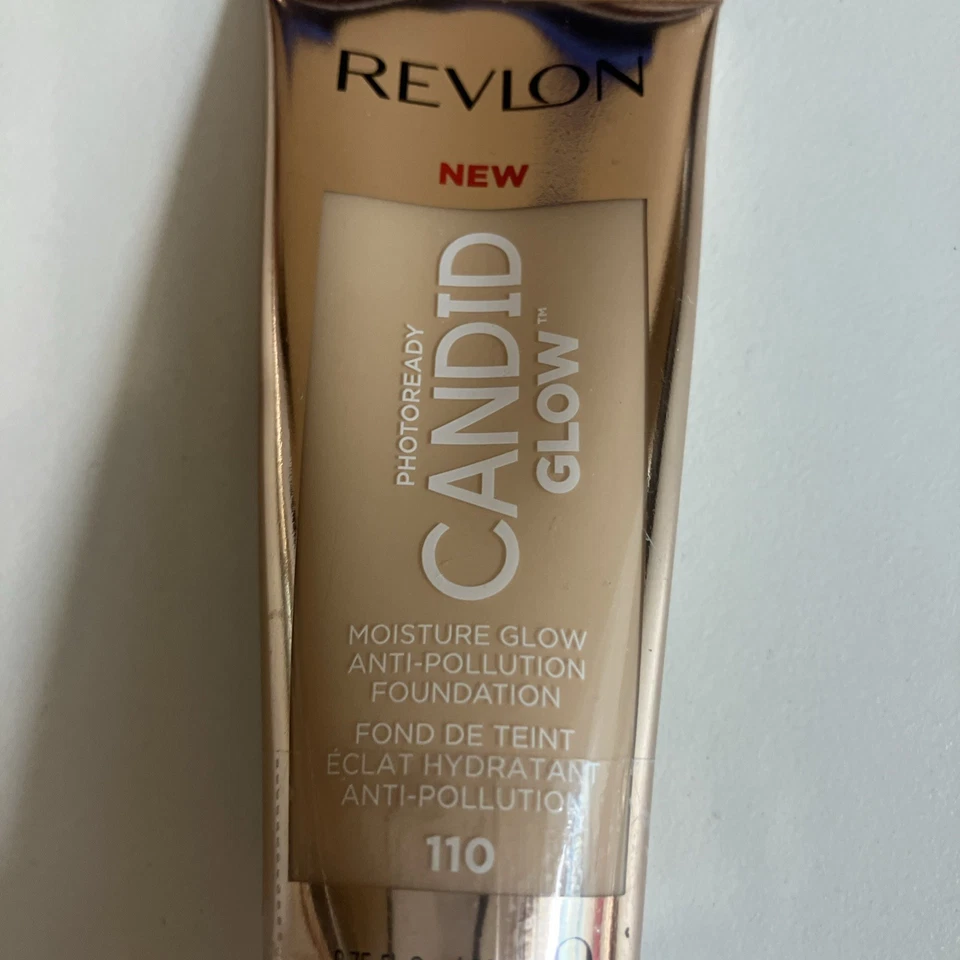 REVLON
NEW
PHOTOREADY
CANDID
GLOW™
MOISTURE GLOW
ANTI-POLLUTION
FOUNDATION
FOND DE TEINT
ÉCLAT HYDRATANT
ANTI-POLLUTION
110